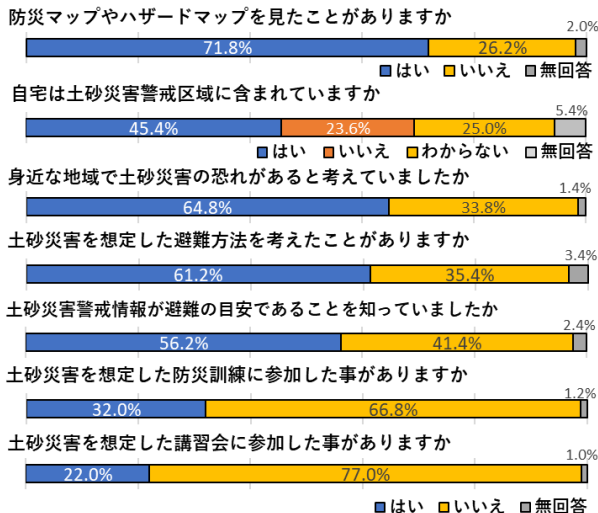 防災マップやハザードマップを見たことがありますか
2.0%
71.8% 26.2%
■はい ■いいえ ■無回答
自宅は土砂災害警戒区域に含まれていますか
5.4%
45.4% 23.6% 25.0%
■はい ■いいえ ■わからない ■無回答
身近な地域で土砂災害の恐れがあると考えていましたか
1.4%
64.8% 33.8%
土砂災害を想定した避難方法を考えたことがありますか
3.4%
61.2% 35.4%
土砂災害警戒情報が避難の目安であることを知っていましたか
2.4%
56.2% 41.4%
土砂災害を想定した防災訓練に参加した事がありますか
1.2%
32.0% 66.8%
土砂災害を想定した講習会に参加した事がありますか
1.0%
22.0% 77.0%
■はい ■いいえ ■無回答